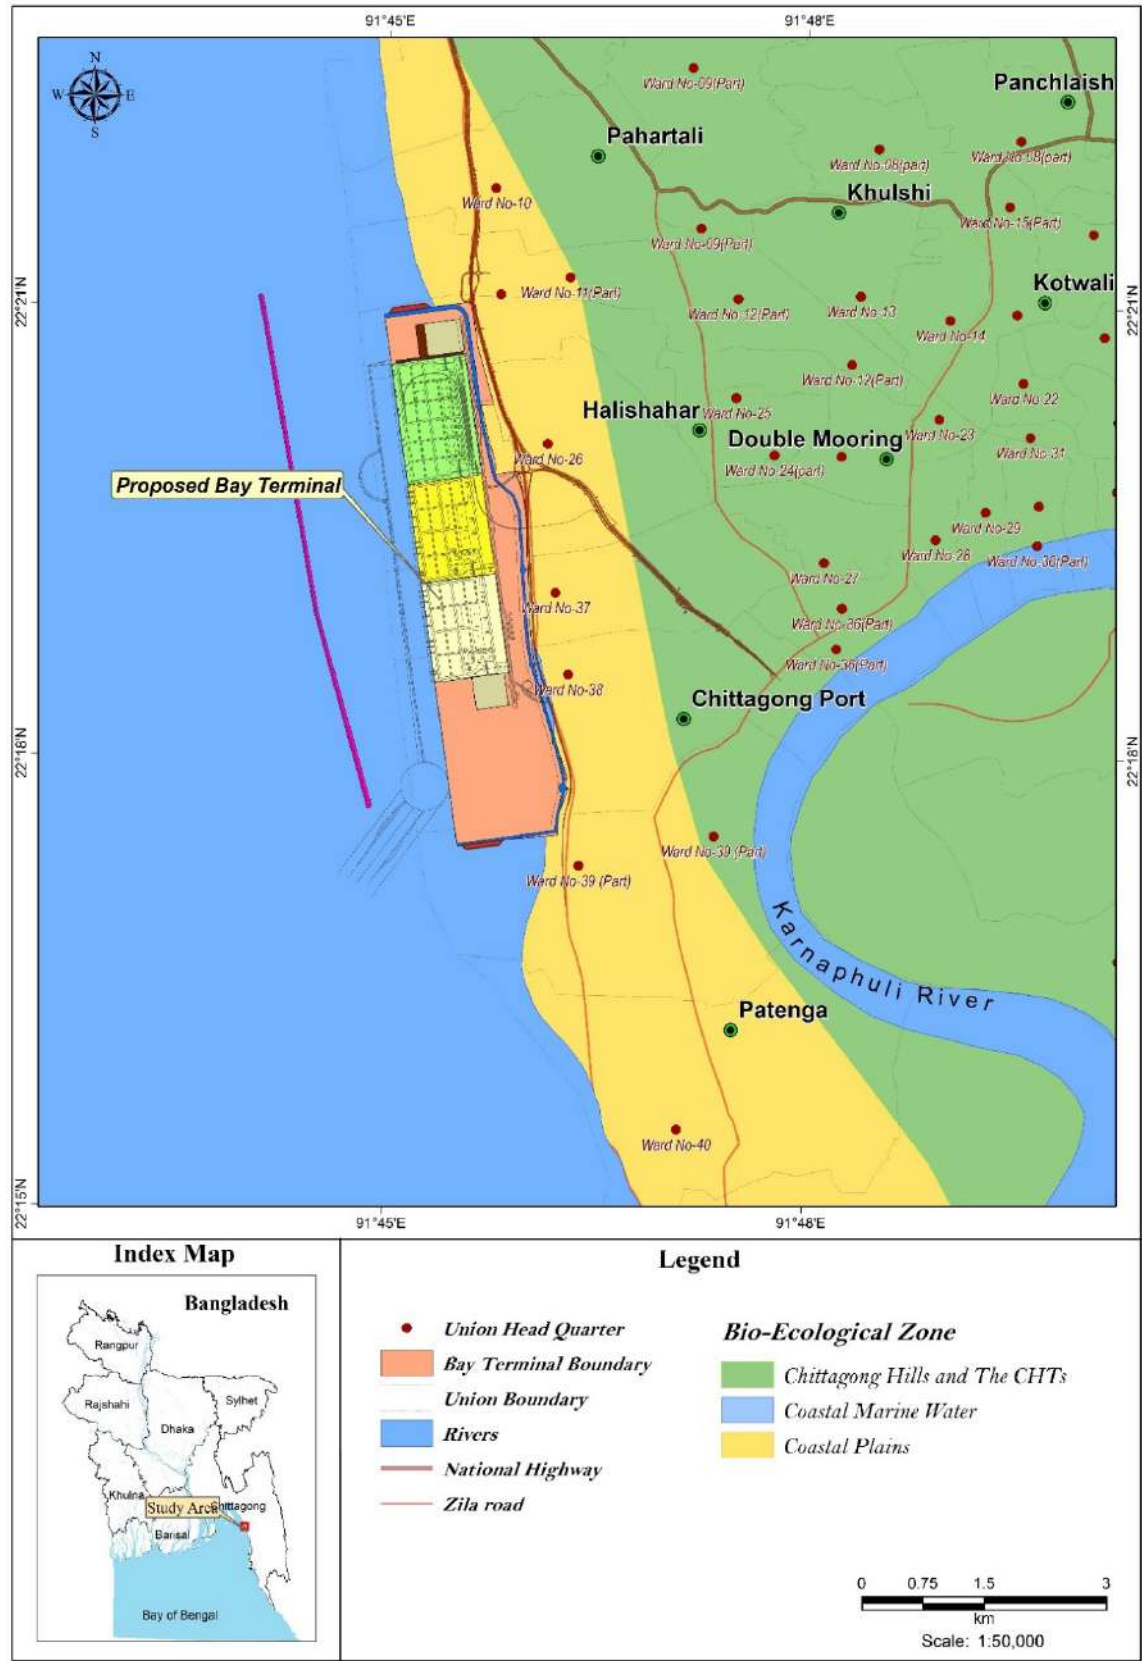 91°45'E
91°48'E
N
W
E
S
Ward No-09(Part)
Panchlaish
Pahartali
Ward No-08(part)
Ward No-08(part)
Ward No-10
Khulshi
Ward No-15(Part)
Ward No-09(Part)
Kotwali
Ward No-11(Part)
22°21'N
22°21'N
Ward No-12(Part)
Ward No-13
Ward No-14
Ward No-12(Part)
Ward No-22
Halishahar
Ward No-25
Double Mooring
Ward No-23
Ward No-26
Ward No-24(part)
Ward No-31
Proposed Bay Terminal
Ward No-29
Ward No-28
Ward No-30(Part)
Ward No-27
Ward No-37
Ward No-36(Part)
Ward No-36(Part)
Ward No-38
Chittagong Port
22°18'N
22°18'N
Ward No-39 (Part)
Ward No-39 (Part)
Karnaphuli River
Patenga
Ward No-40
22°15'N
91°45'E
91°48'E
Index Map
Bangladesh
Rangpur
Rajshahi
Sylhet
Dhaka
Khulna
Study Area
Chittagong
Barisal
Bay of Bengal
Legend
Union Head Quarter
Bay Terminal Boundary
Union Boundary
Rivers
National Highway
Zila road
Bio-Ecological Zone
Chittagong Hills and The CHTs
Coastal Marine Water
Coastal Plains
0 0.75 1.5 3
km
Scale: 1:50,000